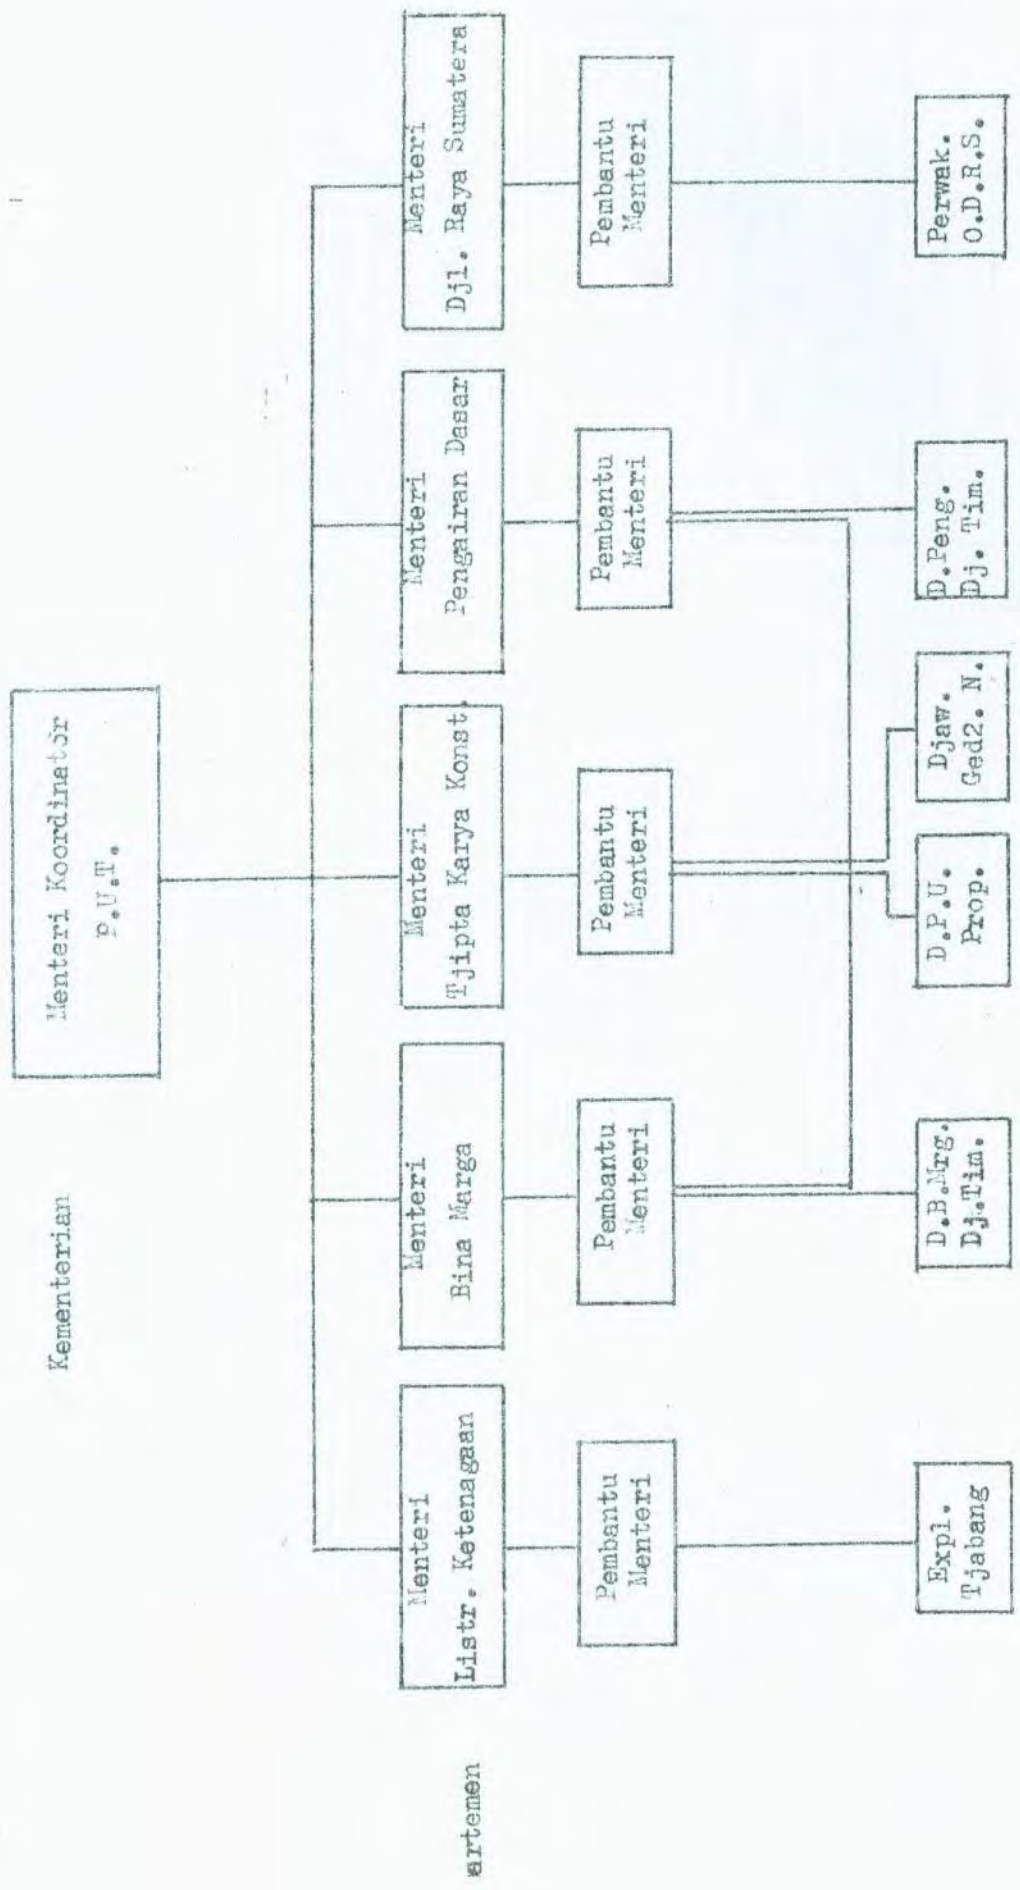 Kementerian
Menteri Koordinator
P.U.T.
artemen
Menteri
Listr. Ketenagaan
Menteri
Bina Marga
Menteri
Tjipta Karya Konst.
Menteri
Pengairan Dasar
Menteri
Djl. Raya Sumatera
Pembantu
Menteri
Pembantu
Menteri
Pembantu
Menteri
Pembantu
Menteri
Pembantu
Menteri
Expl.
Tjabang
D.B.Mrg.
Dj.Tim.
D.P.U.
Prop.
Djaw.
Ged2. N.
D.Peng.
Dj. Tim.
Perwak.
O.D.R.S.